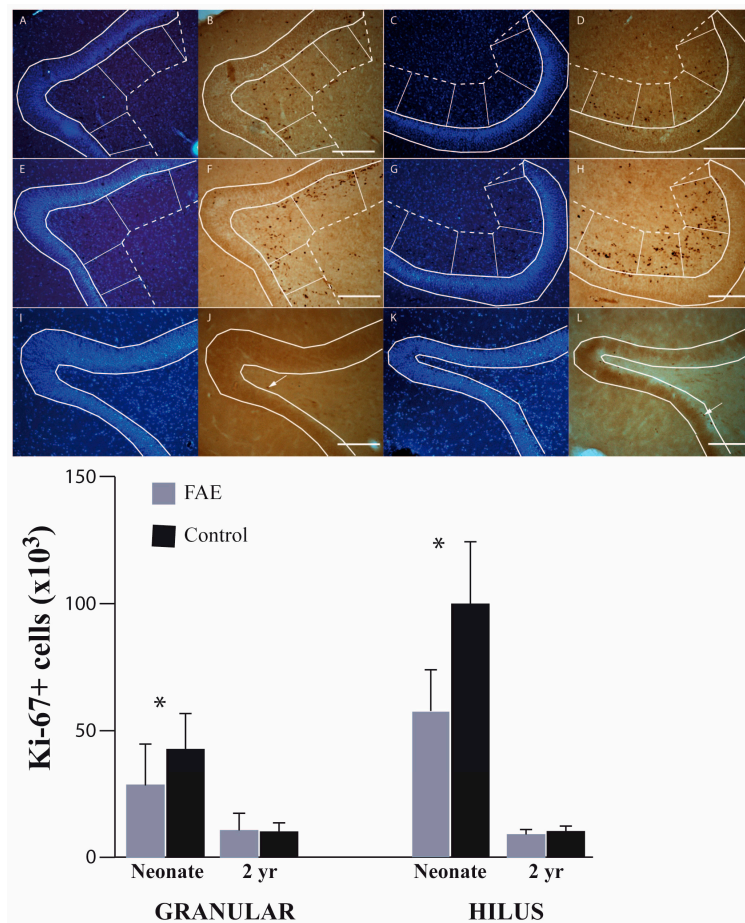 A B C D
E F G H
I J K L
150
FAE
Control
*
100
*
50
0
Ki-67+ cells (x10³)
Neonate 2 yr Neonate 2 yr
GRANULAR HILUS